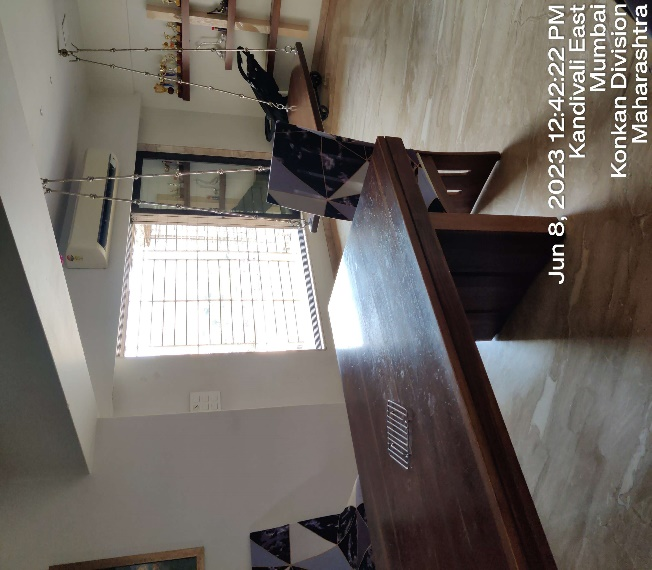 Jun 8, 2023 12:42:22 PM
Kandivali East
Mumbai
Konkan Division
Maharashtra